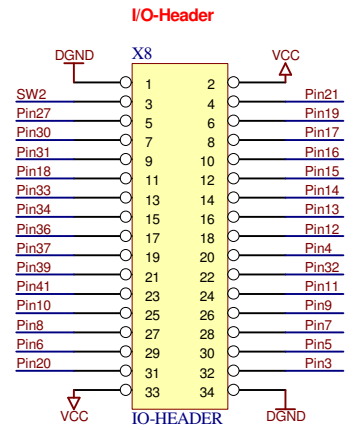 I/O-Header
DGND X8 VCC
1 2
SW2 3 4 Pin21
Pin27 5 6 Pin19
Pin30 7 8 Pin17
Pin31 9 10 Pin16
Pin18 11 12 Pin15
Pin33 13 14 Pin14
Pin34 15 16 Pin13
Pin36 17 18 Pin12
Pin37 19 20 Pin4
Pin39 21 22 Pin32
Pin41 23 24 Pin11
Pin10 25 26 Pin9
Pin8 27 28 Pin7
Pin6 29 30 Pin5
Pin20 31 32 Pin3
33 34
VCC IO-HEADER DGND